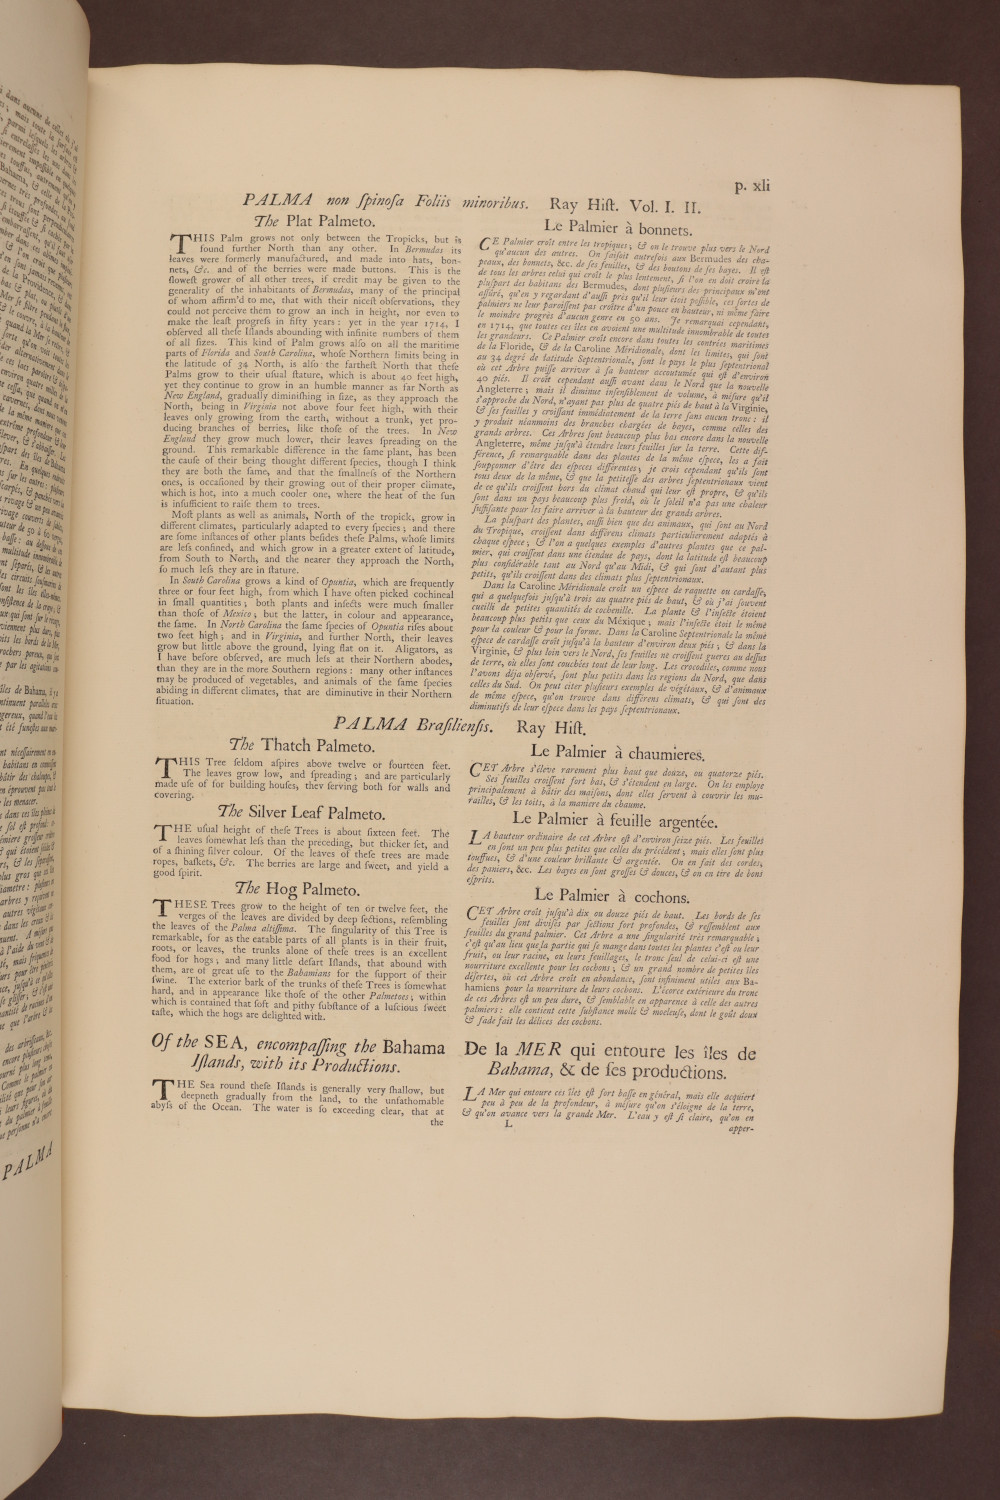 p. xli
PALMA non ſpinoſa Foliis minoribus. Ray Hiſt. Vol. I. II.
The Plat Palmeto.
THIS Palm grows not only between the Tropicks, but is
found further North than any other. In Bermudas its
leaves were formerly manufactured, and made into hats, bon-
nets, &c. and of the berries were made buttons. This is the
ſloweſt grower of all other trees, if credit may be given to the
generality of the inhabitants of Bermudas, many of the principal
of whom affirm'd to me, that with their niceſt obſervations, they
could not perceive them to grow an inch in height, nor even to
make the leaſt progreſs in fifty years : yet in the year 1714, I
obſerved all theſe Iſlands abounding with infinite numbers of them
of all ſizes. This kind of Palm grows alſo on all the maritime
parts of Florida and South Carolina, whoſe Northern limits being in
the latitude of 34 North, is alſo the fartheſt North that theſe
Palms grow to their uſual ſtature, which is about 40 feet high,
yet they continue to grow in an humble manner as far North as
New England, gradually diminiſhing in ſize, as they approach the
North, being in Virginia not above four feet high, with their
leaves only growing from the earth, without a trunk, yet pro-
ducing branches of berries, like thoſe of the trees. In New
England they grow much lower, their leaves ſpreading on the
ground. This remarkable difference in the ſame plant, has been
the cauſe of their being thought different ſpecies, though I think
they are both the ſame, and that the ſmallneſs of the Northern
ones, is occaſioned by their growing out of their proper climate,
which is hot, into a much cooler one, where the heat of the ſun
is inſufficient to raiſe them to trees.
Moſt plants as well as animals, North of the tropick, grow in
different climates, particularly adapted to every ſpecies ; and there
are ſome inſtances of other plants beſides theſe Palms, whoſe limits
are leſs confined, and which grow in a greater extent of latitude,
from South to North, and the nearer they approach the North,
ſo much leſs they are in ſtature.
In South Carolina grows a kind of Opuntia, which are frequently
three or four feet high, from which I have often picked cochineal
in ſmall quantities ; both plants and inſects were much ſmaller
than thoſe of Mexico ; but the latter, in colour and appearance,
the ſame. In North Carolina the ſame ſpecies of Opuntia riſes about
two feet high ; and in Virginia, and further North, their leaves
grow but little above the ground, lying flat on it. Aligators, as
I have before obſerved, are much leſs at their Northern abodes,
than they are in the more Southern regions : many other inſtances
may be produced of vegetables, and animals of the ſame ſpecies
abiding in different climates, that are diminutive in their Northern
ſituation.
Le Palmier à bonnets.
CE Palmier croît entre les tropiques ; & on le trouve plus vers le Nord
qu'aucun des autres. On faiſait autrefois aux Bermudes des cha-
peaux, des bonnets, &c. de ſes feuilles, & des boutons de ſes bayes. Il eſt
de tous les arbres celui qui croît le plus lentement, ſi l'on en doit croire la
pluſpart des habitans des Bermudes, dont pluſieurs des principaux m'ont
aſſûré, qu'en y regardant d'auſſi près qu'il leur étoit poſſible, ces ſortes de
palmiers ne leur paroiſſent pas croître d'un pouce en hauteur, ni même faire
le moindre progrès d'aucun genre en 50 ans. Je remarquai cependant,
en 1714, que toutes ces îles en avoient une multitude innombrable de toutes
les grandeurs. Ce Palmier croît encore dans toutes les contrées maritimes
de la Floride, & de la Caroline Méridionale, dont les limites, qui ſont
au 34 degré de latitude Septentrionale, ſont le pays le plus ſeptentrional
où cet Arbre puiſſe arriver à ſa hauteur accoutumée qui eſt d'environ
40 piés. Il croît cependant auſſi avant dans le Nord que la nouvelle
Angleterre ; mais il diminue inſenſiblement de volume, à méſure qu'il
s'approche du Nord, n'ayant pas plus de quatre piés de haut à la Virginie,
& ſes feuilles y croiſſant immédiatement de la terre ſans aucun tronc : il
y produit néanmoins des branches chargées de bayes, comme celles des
grands arbres. Ces Arbres ſont beaucoup plus bas encore dans la nouvelle
Angleterre, même juſqu'à étendre leurs feuilles ſur la terre. Cette dif-
férence, ſi remarquable dans des plantes de la même eſpece, les a fait
ſoupçonner d'être des eſpeces différentes ; je crois cependant qu'ils ſont
tous deux de la même, & que la petiteſſe des arbres ſeptentrionaux vient
de ce qu'ils croiſſent hors du climat chaud qui leur eſt propre, & qu'ils
ſont dans un pays beaucoup plus froid, où le ſoleil n'a pas une chaleur
ſuffiſante pour les faire arriver à la hauteur des grands arbres.
La pluſpart des plantes, auſſi bien que des animaux, qui ſont au Nord
du Tropique, croiſſent dans différens climats particulierement adaptés à
chaque eſpece ; & l'on a quelques exemples d'autres plantes que ce pal-
mier, qui croiſſent dans une étendue de pays, dont la latitude eſt beaucoup
plus conſidérable tant au Nord qu'au Midi, & qui ſont d'autant plus
petits, qu'ils croiſſent dans des climats plus ſeptentrionaux.
Dans la Caroline Méridionale croît un eſpece de raquette ou cardaſſe,
qui a quelquefois juſqu'à trois ou quatre piés de haut, & où j'ai ſouvent
cueilli de petites quantités de cochenille. La plante & l'inſecte étoient
beaucoup plus petits que ceux du Méxique ; mais l'inſecte étoit le même
pour la couleur & pour la forme. Dans la Caroline Septentrionale la même
eſpece de cardaſſe croît juſqu'à la hauteur d'environ deux piés ; & dans la
Virginie, & plus loin vers le Nord, ſes feuilles ne croiſſent gueres au deſſus
de terre, où elles ſont couchées tout de leur long. Les crocodiles, comme nous
l'avons déja obſervé, ſont plus petits dans les regions du Nord, que dans
celles du Sud. On peut citer pluſieurs exemples de végétaux, & d'animaux
de même eſpece, qu'on trouve dans différens climats, & qui ſont des
diminutifs de leur eſpece dans les pays ſeptentrionaux.
PALMA Braſilienſis. Ray Hiſt.
The Thatch Palmeto.
THIS Tree ſeldom aſpires above twelve or fourteen feet.
The leaves grow low, and ſpreading ; and are particularly
made uſe of for building houſes, they ſerving both for walls and
covering.
The Silver Leaf Palmeto.
THE uſual height of theſe Trees is about ſixteen feet. The
leaves ſomewhat leſs than the preceding, but thicker ſet, and
of a ſhining ſilver colour. Of the leaves of theſe trees are made
ropes, baſkets, &c. The berries are large and ſweet, and yield a
good ſpirit.
The Hog Palmeto.
THESE Trees grow to the height of ten or twelve feet, the
verges of the leaves are divided by deep ſections, reſembling
the leaves of the Palma altiſſima. The ſingularity of this Tree is
remarkable, for as the eatable parts of all plants is in their fruit,
roots, or leaves, the trunks alone of theſe trees is an excellent
food for hogs ; and many little deſart Iſlands, that abound with
them, are of great uſe to the Bahamians for the ſupport of their
ſwine. The exterior bark of the trunks of theſe Trees is ſomewhat
hard, and in appearance like thoſe of the other Palmetoes ; within
which is contained that ſoft and pithy ſubſtance of a luſcious ſweet
taſte, which the hogs are delighted with.
Le Palmier à chaumieres.
CET Arbre s'éleve rarement plus haut que douze, ou quatorze piés.
Ses feuilles croiſſent fort bas, & s'étendent en large. On les employe
principalement à bâtir des maiſons, dont elles ſervent à couvrir les mu-
railles, & les toits, à la maniere du chaume.
Le Palmier à feuille argentée.
LA hauteur ordinaire de cet Arbre eſt d'environ ſeize piés. Les feuilles
en ſont un peu plus petites que celles du précédent ; mais elles ſont plus
touffues, & d'une couleur brillante & argentée. On en fait des cordes,
des paniers, &c. Les bayes en ſont groſſes & douces, & on en tire de bons
eſprits.
Le Palmier à cochons.
CET Arbre croît juſqu'à dix ou douze piés de haut. Les bords de ſes
feuilles ſont diviſés par ſections fort profondes, & reſſemblent aux
feuilles du grand palmier. Cet Arbre a une ſingularité très remarquable ;
c'eſt qu'au lieu que la partie qui ſe mange dans toutes les plantes c'eſt ou leur
fruit, ou leur racine, ou leurs feuillages, le tronc ſeul de celui-ci eſt une
nourriture excellente pour les cochons ; & un grand nombre de petites îles
déſertes, où cet Arbre croît en abondance, ſont infiniment utiles aux Ba-
hamiens pour la nourriture de leurs cochons. L'écorce extérieure du tronc
de ces Arbres eſt un peu dure, & ſemblable en apparence à celle des autres
palmiers : elle contient cette ſubſtance molle & moeleuſe, dont le goût doux
& fade fait les délices des cochons.
Of the SEA, encompaſſing the Bahama
Iſlands, with its Productions.
THE Sea round theſe Iſlands is generally very ſhallow, but
deepneth gradually from the land, to the unfathomable
abyſs of the Ocean. The water is ſo exceeding clear, that at
the
De la MER qui entoure les îles de
Bahama, & de ſes productions.
LA Mer qui entoure ces îles eſt fort baſſe en général, mais elle acquiert
peu à peu de la profondeur, à méſure qu'on s'éloigne de la terre,
& qu'on avance vers la grande Mer. L'eau y eſt ſi claire, qu'on en
L
apper-
PALMA